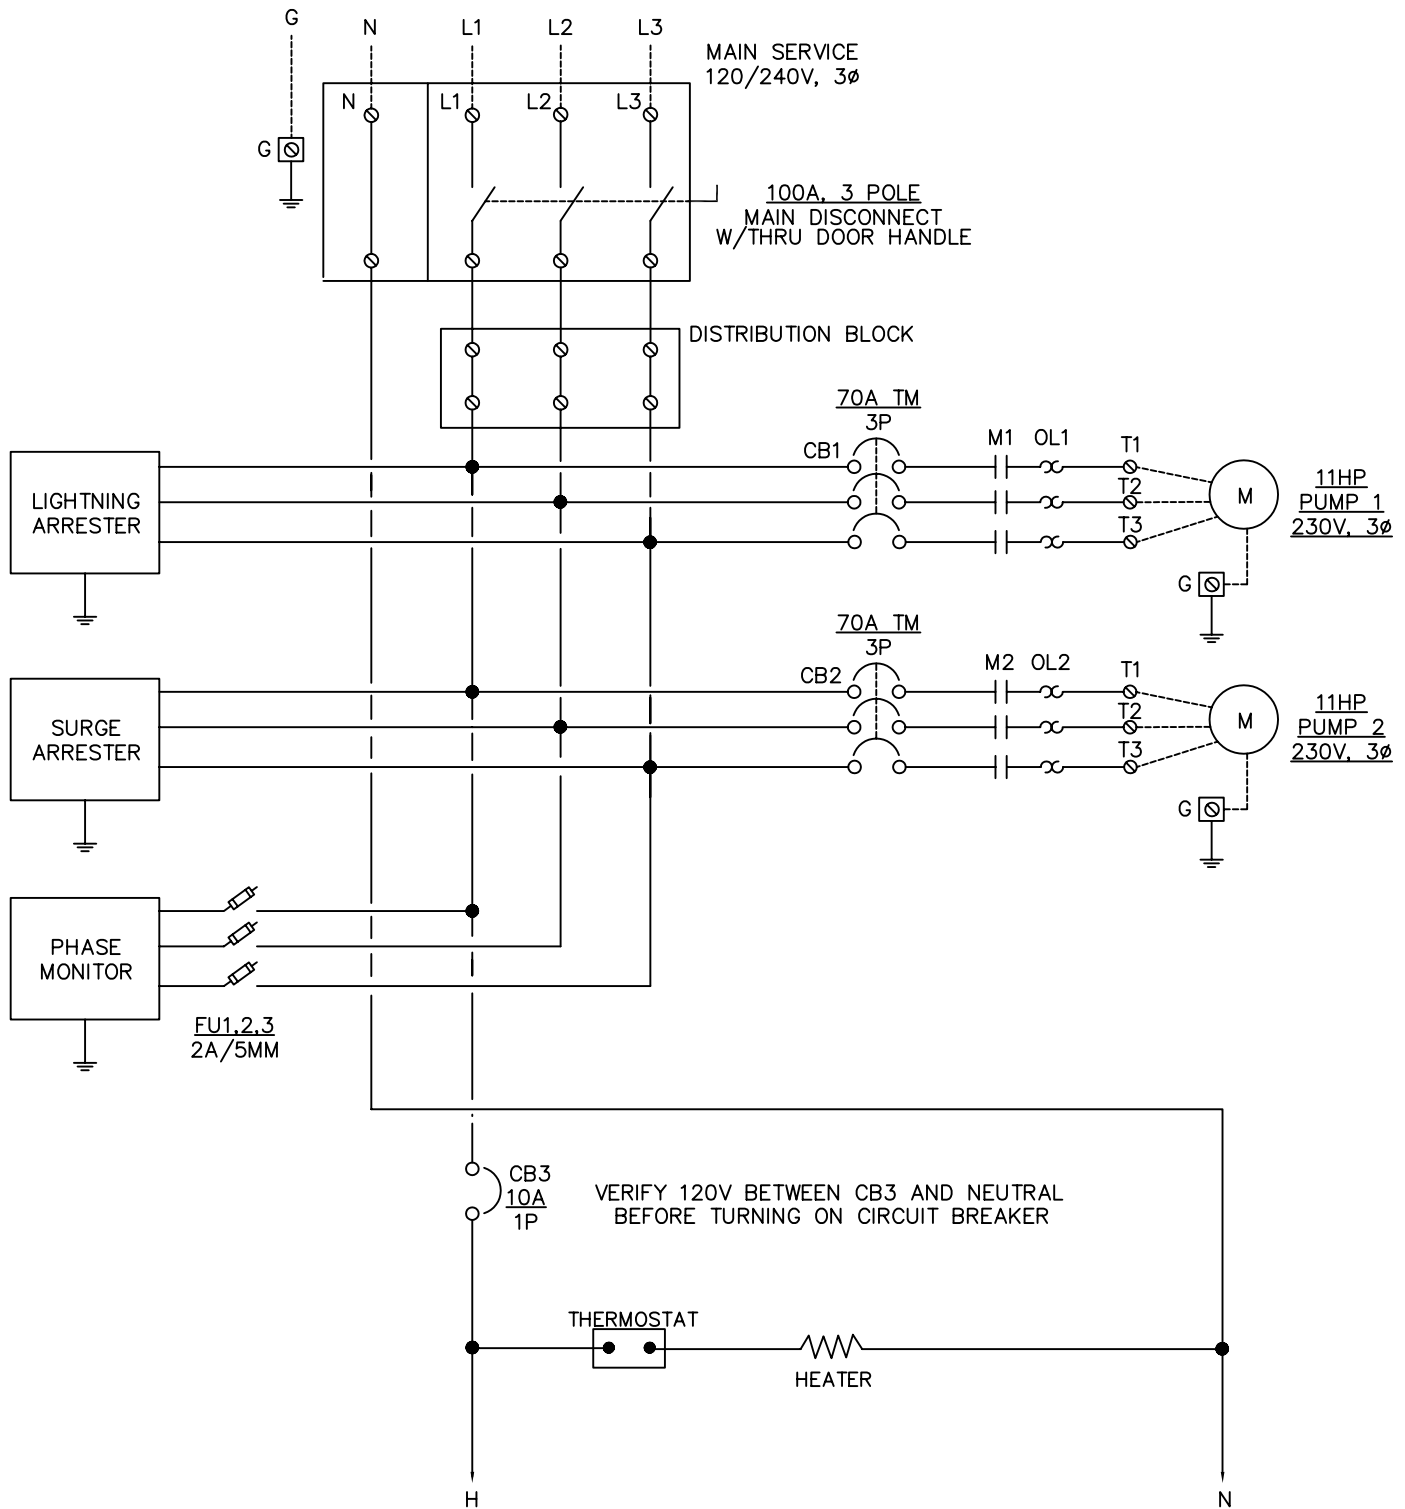 G
N
L1
L2
L3
MAIN SERVICE
120/240V, 3ø
N
L1
L2
L3
G
100A, 3 POLE
MAIN DISCONNECT
W/THRU DOOR HANDLE
DISTRIBUTION BLOCK
70A TM
3P
CB1
M1
OL1
T1
T2
T3
M
11HP
PUMP 1
230V, 3ø
G
LIGHTNING
ARRESTER
70A TM
3P
CB2
M2
OL2
T1
T2
T3
M
11HP
PUMP 2
230V, 3ø
G
SURGE
ARRESTER
PHASE
MONITOR
FU1,2,3
2A/5MM
CB3
10A
1P
VERIFY 120V BETWEEN CB3 AND NEUTRAL
BEFORE TURNING ON CIRCUIT BREAKER
THERMOSTAT
HEATER
H
N